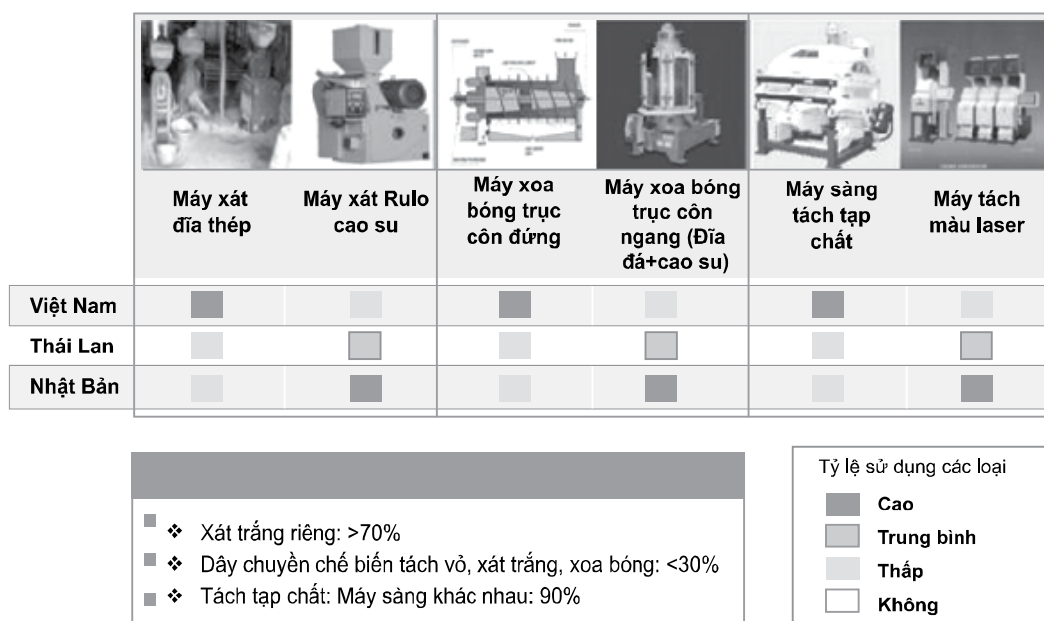 Máy xát
đĩa thép
Máy xát Rulo
cao su
Máy xoa
bóng trục
côn đứng
Máy xoa bóng
trục côn
ngang (Đĩa
đá+cao su)
Máy sàng
tách tạp
chất
Máy tách
màu laser
Việt Nam
Thái Lan
Nhật Bản
❖ Xát trắng riêng: >70%
❖ Dây chuyền chế biến tách vỏ, xát trắng, xoa bóng: <30%
❖ Tách tạp chất: Máy sàng khác nhau: 90%
Tỷ lệ sử dụng các loại
Cao
Trung bình
Thấp
Không